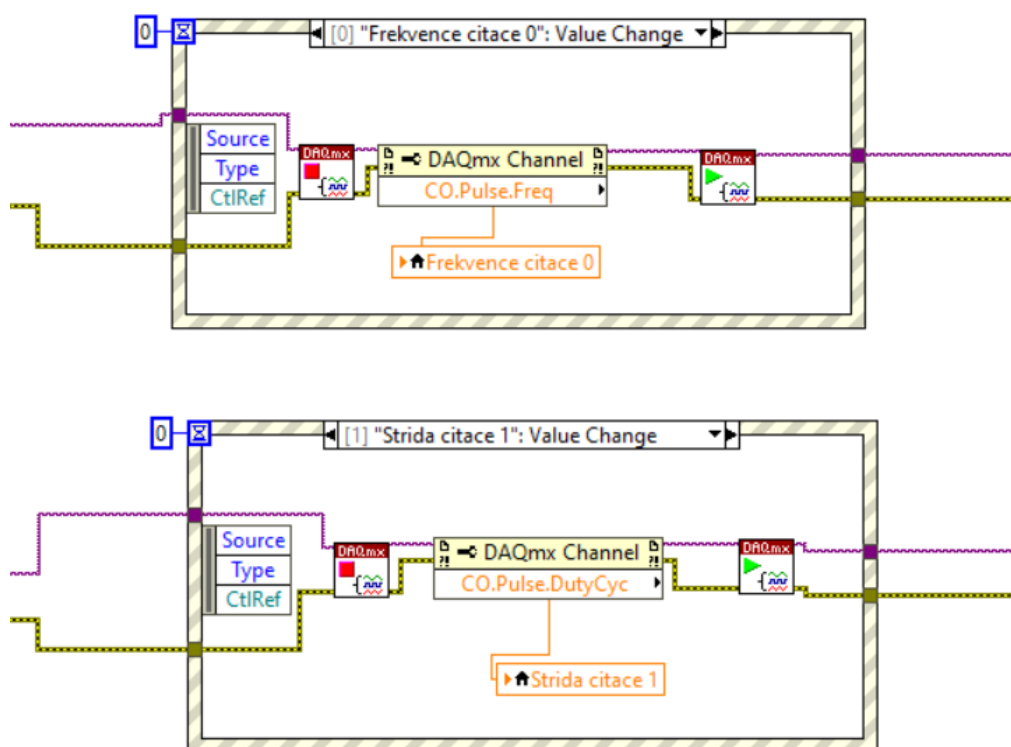 0
[0] "Frekvence citace 0": Value Change
Source
Type
CtlRef
DAQmx
DAQmx Channel
CO.Pulse.Freq
DAQmx
Frekvence citace 0
0
[1] "Strida citace 1": Value Change
Source
Type
CtlRef
DAQmx
DAQmx Channel
CO.Pulse.DutyCyc
DAQmx
Strida citace 1